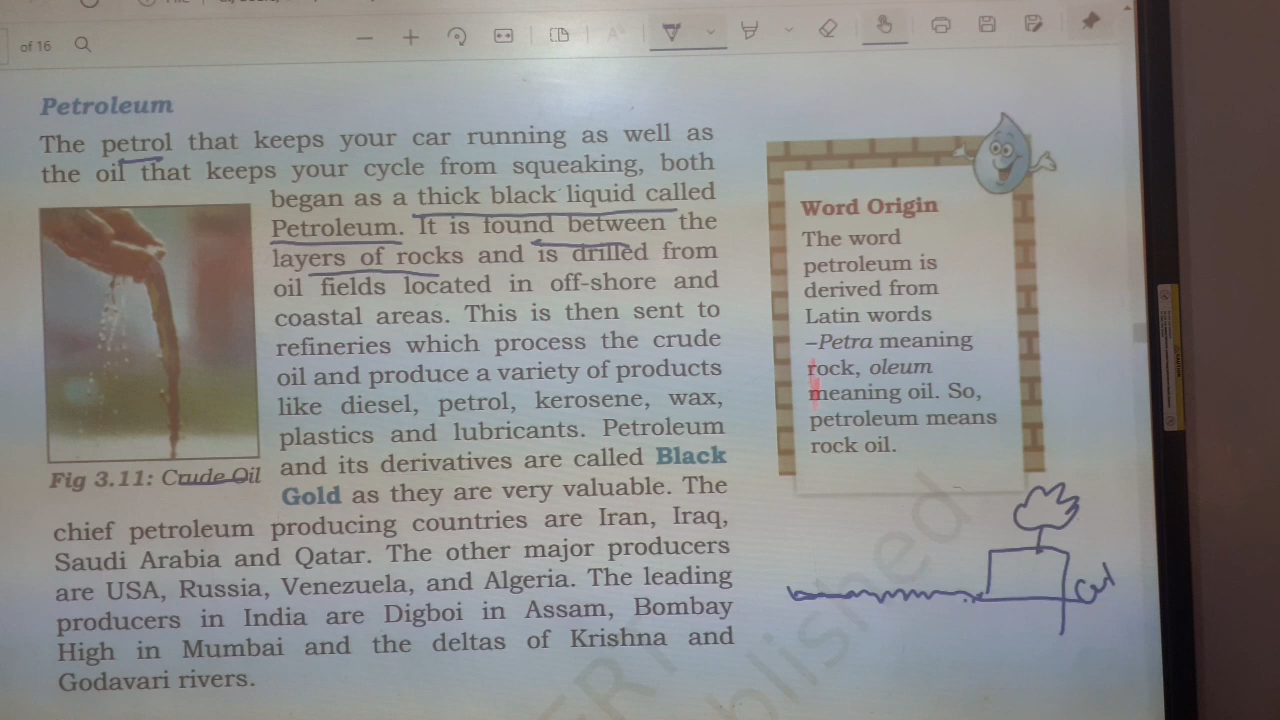 of 16
Petroleum
The petrol that keeps your car running as well as
the oil that keeps your cycle from squeaking, both
began as a thick black liquid called
Petroleum. It is found between the
layers of rocks and is drilled from
oil fields located in off-shore and
coastal areas. This is then sent to
refineries which process the crude
oil and produce a variety of products
like diesel, petrol, kerosene, wax,
plastics and lubricants. Petroleum
and its derivatives are called Black
Gold as they are very valuable. The
chief petroleum producing countries are Iran, Iraq,
Saudi Arabia and Qatar. The other major producers
are USA, Russia, Venezuela, and Algeria. The leading
producers in India are Digboi in Assam, Bombay
High in Mumbai and the deltas of Krishna and
Godavari rivers.
Fig 3.11: Crude Oil
Word Origin
The word
petroleum is
derived from
Latin words
–Petra meaning
rock, oleum
meaning oil. So,
petroleum means
rock oil.